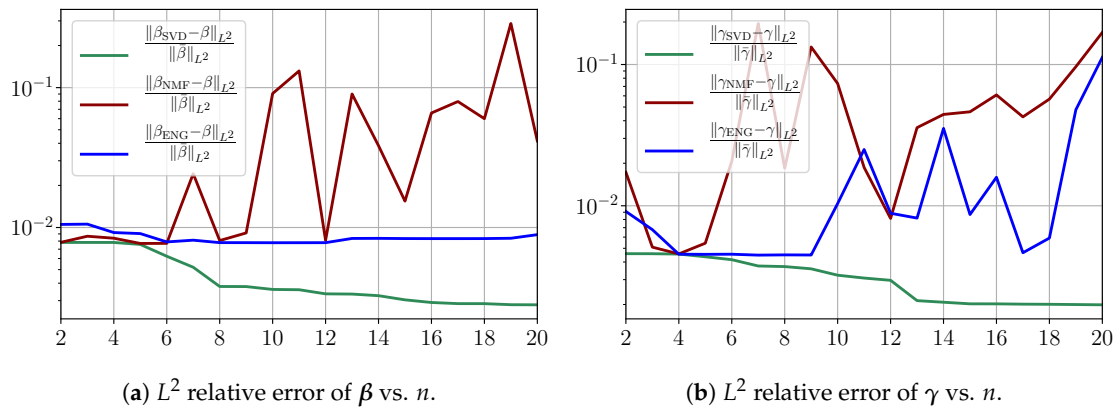 ‖β_SVD−β‖_{L²} / ‖β̄‖_{L²}
‖β_NMF−β‖_{L²} / ‖β̄‖_{L²}
‖β_ENG−β‖_{L²} / ‖β̄‖_{L²}
10⁻¹
10⁻²
2 4 6 8 10 12 14 16 18 20
(a) L² relative error of β vs. n.
‖γ_SVD−γ‖_{L²} / ‖γ̄‖_{L²}
‖γ_NMF−γ‖_{L²} / ‖γ̄‖_{L²}
‖γ_ENG−γ‖_{L²} / ‖γ̄‖_{L²}
10⁻¹
10⁻²
2 4 6 8 10 12 14 16 18 20
(b) L² relative error of γ vs. n.